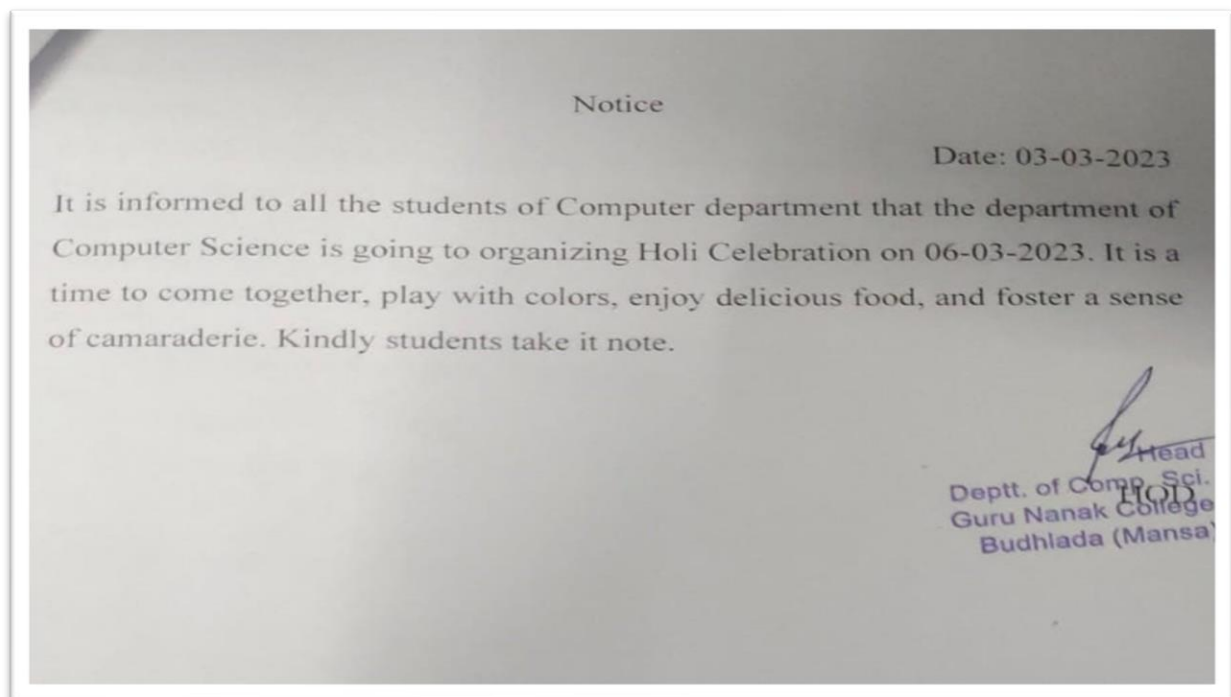 Notice
Date: 03-03-2023
It is informed to all the students of Computer department that the department of
Computer Science is going to organizing Holi Celebration on 06-03-2023. It is a
time to come together, play with colors, enjoy delicious food, and foster a sense
of camaraderie. Kindly students take it note.
Head
Deptt. of Comp. Sci.
HOD
Guru Nanak College
Budhlada (Mansa)